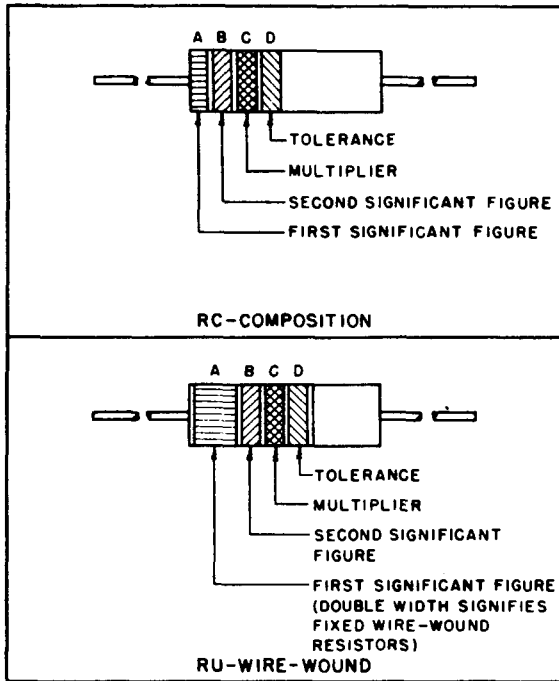 A B C D
TOLERANCE
MULTIPLIER
SECOND SIGNIFICANT FIGURE
FIRST SIGNIFICANT FIGURE
RC-COMPOSITION
A B C D
TOLERANCE
MULTIPLIER
SECOND SIGNIFICANT
FIGURE
FIRST SIGNIFICANT FIGURE
(DOUBLE WIDTH SIGNIFIES
FIXED WIRE-WOUND
RESISTORS)
RU-WIRE-WOUND